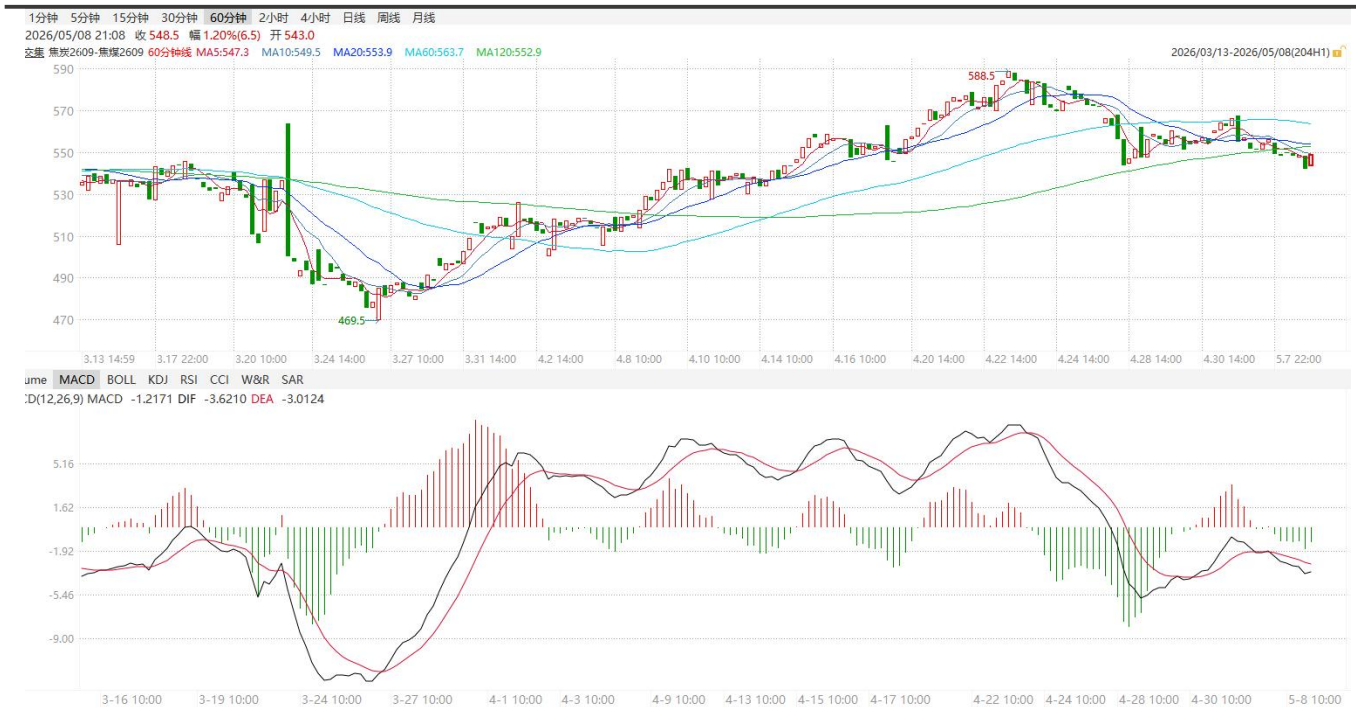 1分钟 5分钟 15分钟 30分钟 60分钟 2小时 4小时 日线 周线 月线
2026/05/08 21:08 收 548.5 幅 1.20%(6.5) 开 543.0
交集 焦炭2609-焦煤2609 60分钟线 MA5:547.3 MA10:549.5 MA20:553.9 MA60:563.7 MA120:552.9 2026/03/13-2026/05/08(204H1)
590
588.5
570
550
530
510
490
469.5
470
3.13 14:59 3.17 22:00 3.20 10:00 3.24 14:00 3.27 10:00 3.31 14:00 4.2 14:00 4.8 10:00 4.10 10:00 4.14 10:00 4.16 10:00 4.20 14:00 4.22 14:00 4.24 14:00 4.28 14:00 4.30 14:00 5.7 22:00
ume MACD BOLL KDJ RSI CCI W&R SAR
CD(12,26,9) MACD -1.2171 DIF -3.6210 DEA -3.0124
5.16
1.62
-1.92
-5.46
-9.00
3-16 10:00 3-19 10:00 3-24 10:00 3-27 10:00 4-1 10:00 4-3 10:00 4-9 10:00 4-13 10:00 4-15 10:00 4-17 10:00 4-22 10:00 4-24 10:00 4-28 10:00 4-30 10:00 5-8 10:00